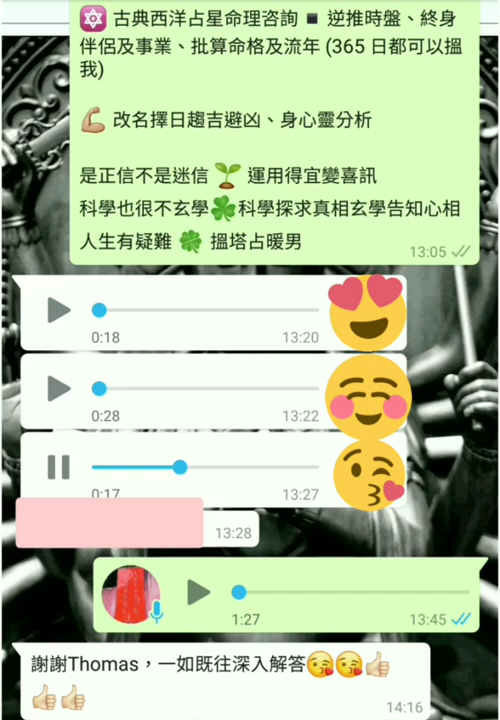 🔯 古典西洋占星命理咨詢 ◾ 逆推時盤、終身
伴侶及事業、批算命格及流年 (365 日都可以搵
我)
💪🏼 改名擇日趨吉避凶、身心靈分析
是正信不是迷信 🌱 運用得宜變喜訊
科學也很不玄學🍀科學探求真相玄學告知心相
人生有疑難 🍀 搵塔占暖男
13:05
0:18 13:20
0:28 13:22
0:17 13:27
13:28
1:27 13:45
謝謝Thomas，一如既往深入解答😘😘👍🏻
👍🏻👍🏻
14:16